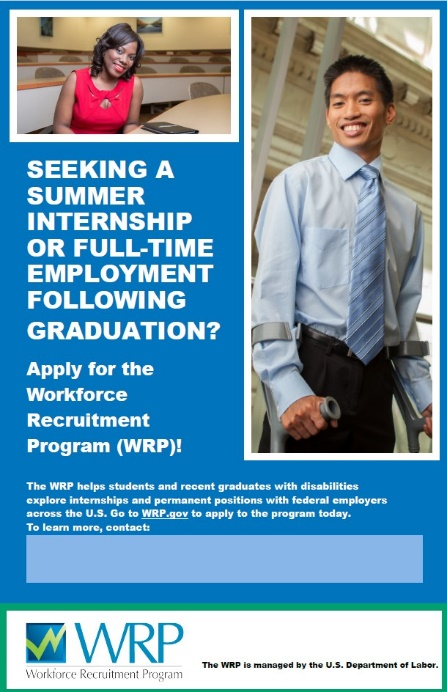 SEEKING A
SUMMER
INTERNSHIP
OR FULL-TIME
EMPLOYMENT
FOLLOWING
GRADUATION?
Apply for the
Workforce
Recruitment
Program (WRP)!
The WRP helps students and recent graduates with disabilities
explore internships and permanent positions with federal employers
across the U.S. Go to WRP.gov to apply to the program today.
To learn more, contact:
WRP
Workforce Recruitment Program
The WRP is managed by the U.S. Department of Labor.